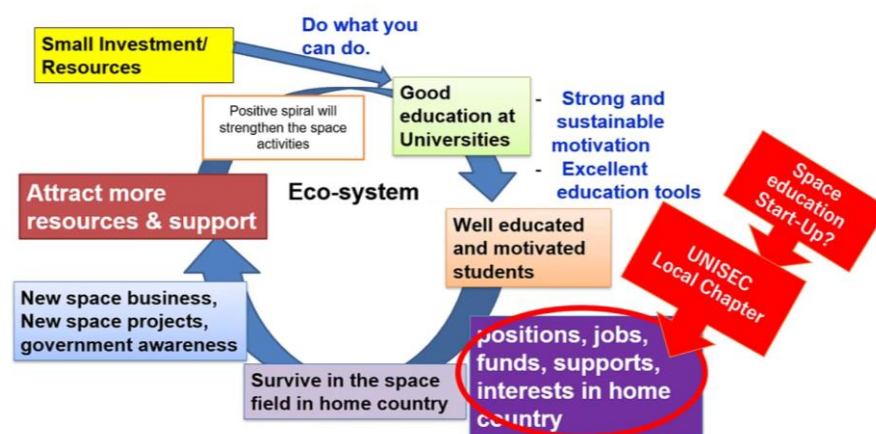 Small Investment/
Resources
Do what you
can do.
Positive spiral will
strengthen the space
activities
Good
education at
Universities
- Strong and
sustainable
motivation
- Excellent
education tools
Space
education
Start-Up?
Attract more
resources & support
Eco-system
Well educated
and motivated
students
UNISEC
Local Chapter
New space business,
New space projects,
government awareness
positions, jobs,
funds, supports,
interests in home
country
Survive in the space
field in home country